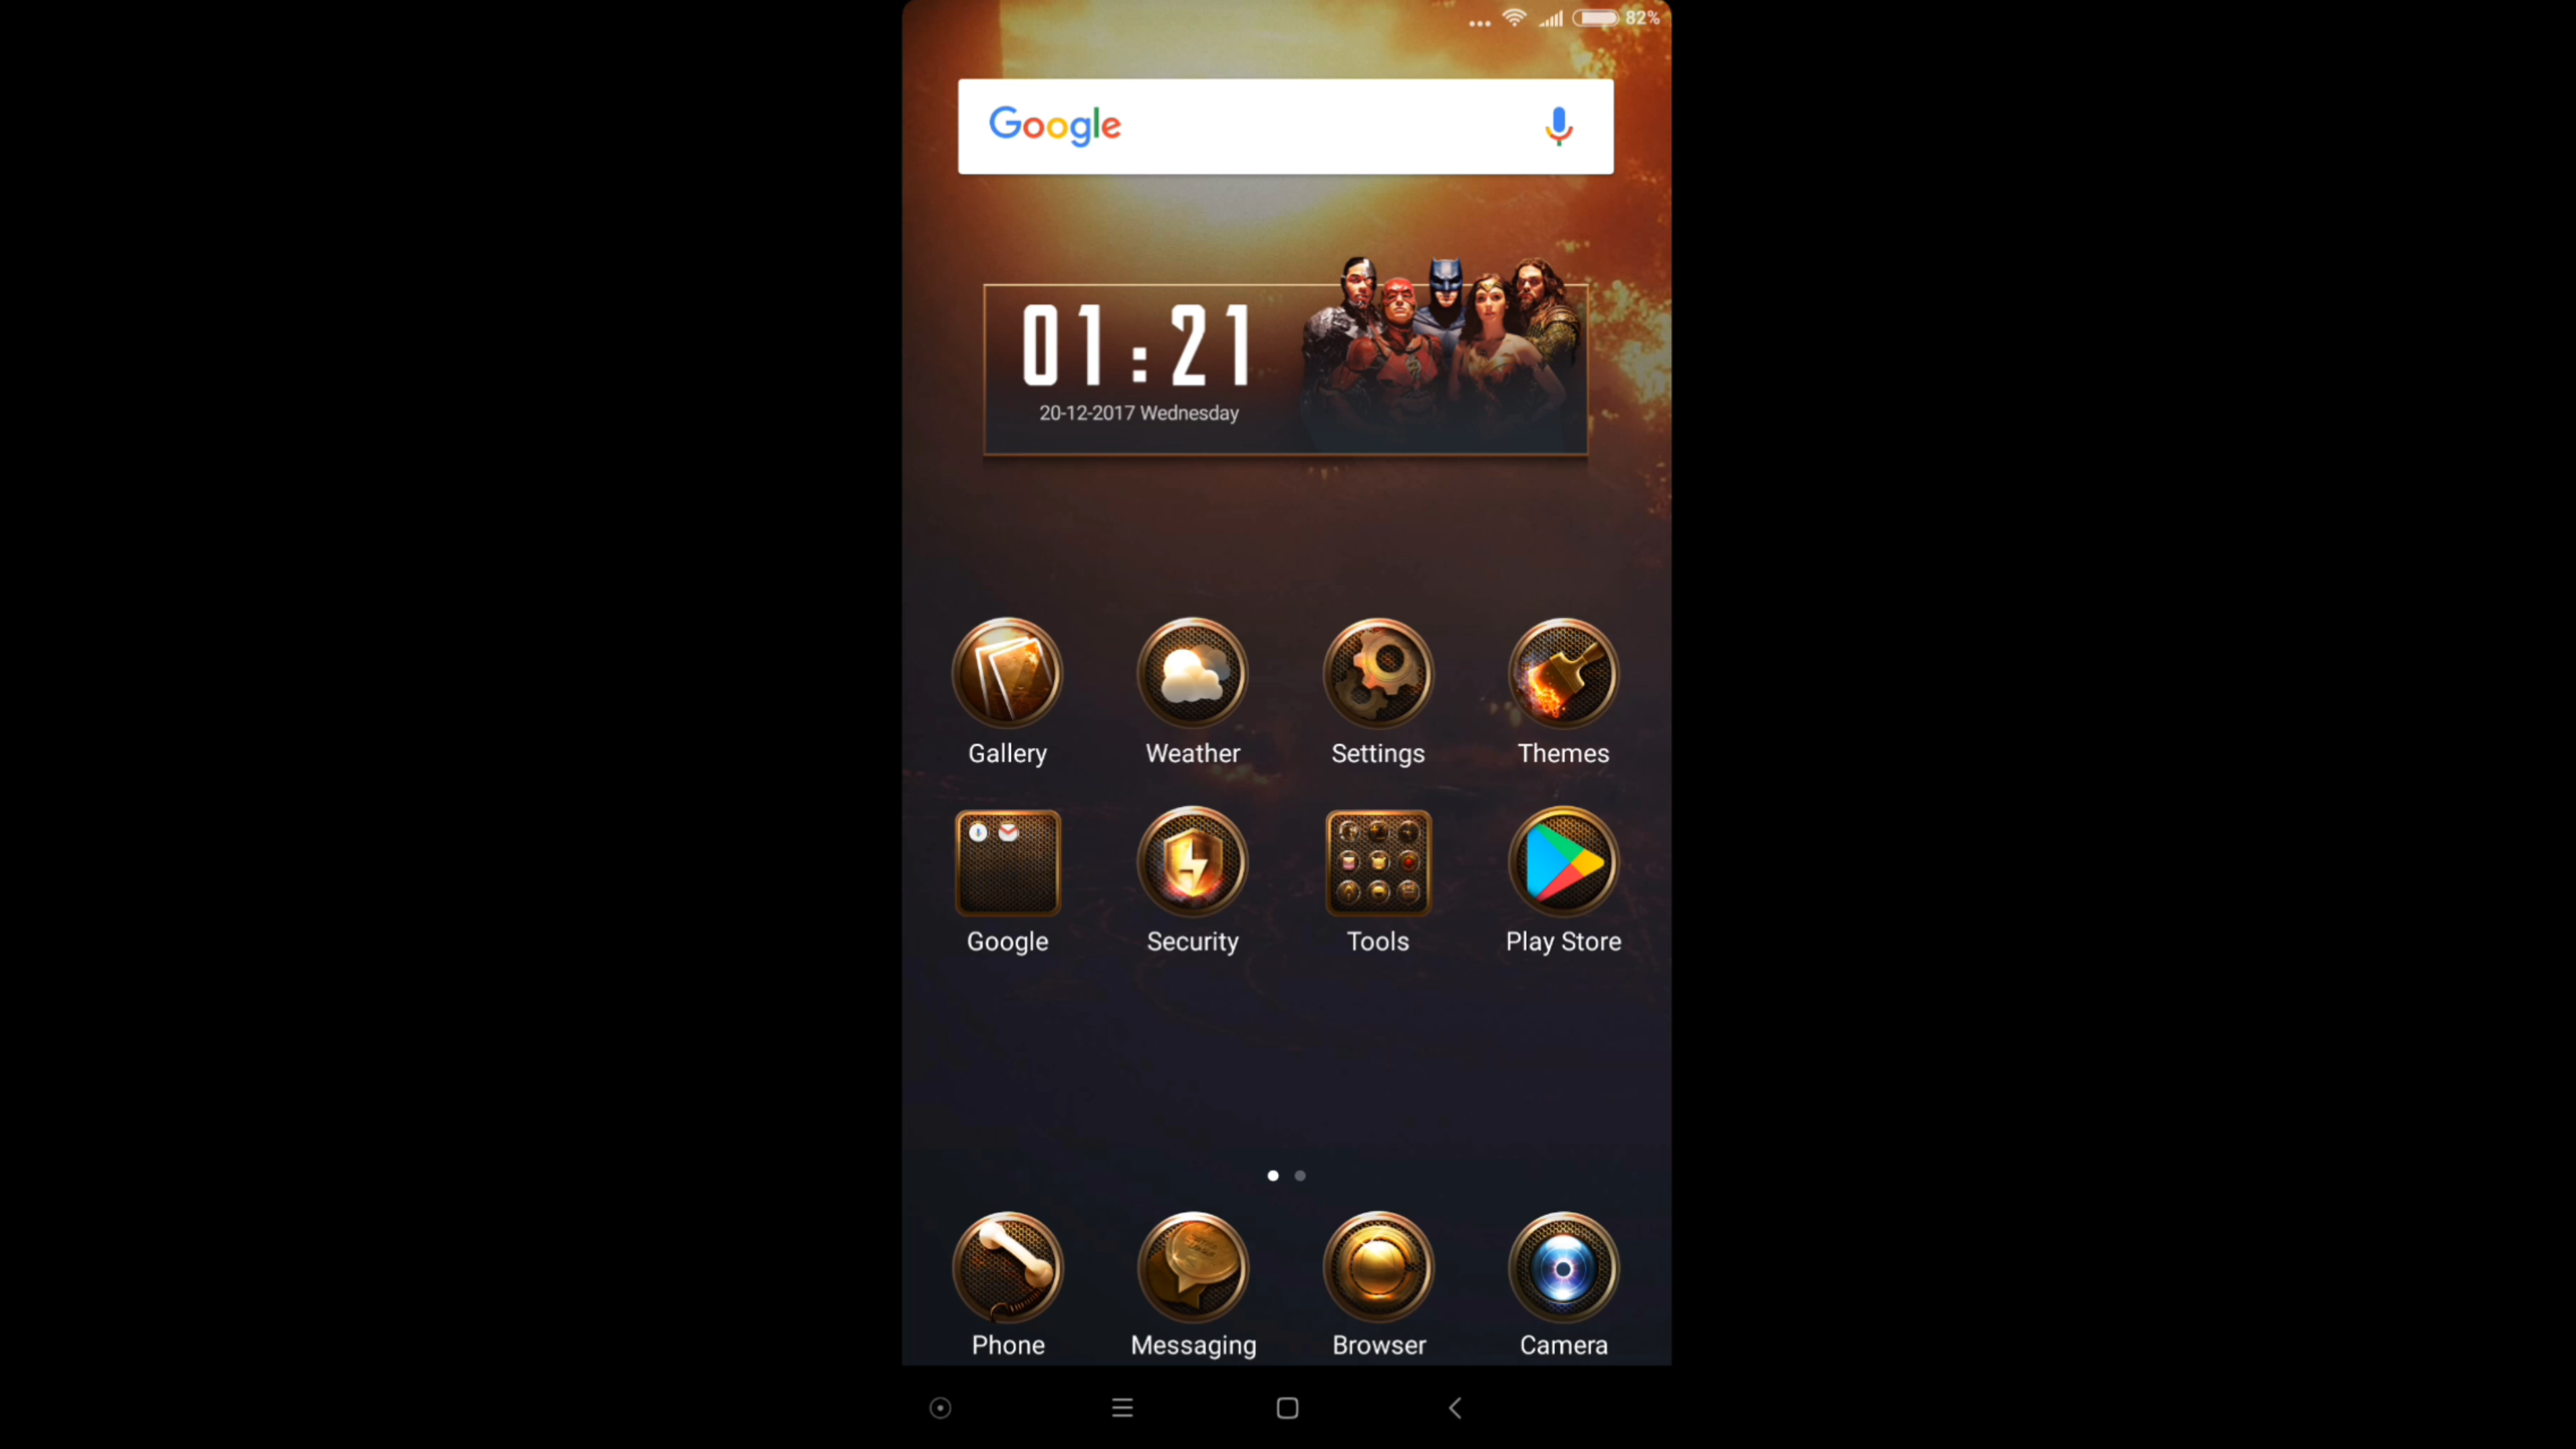 82%
Google
01:21
20-12-2017 Wednesday
Gallery Weather Settings Themes
Google Security Tools Play Store
Phone Messaging Browser Camera